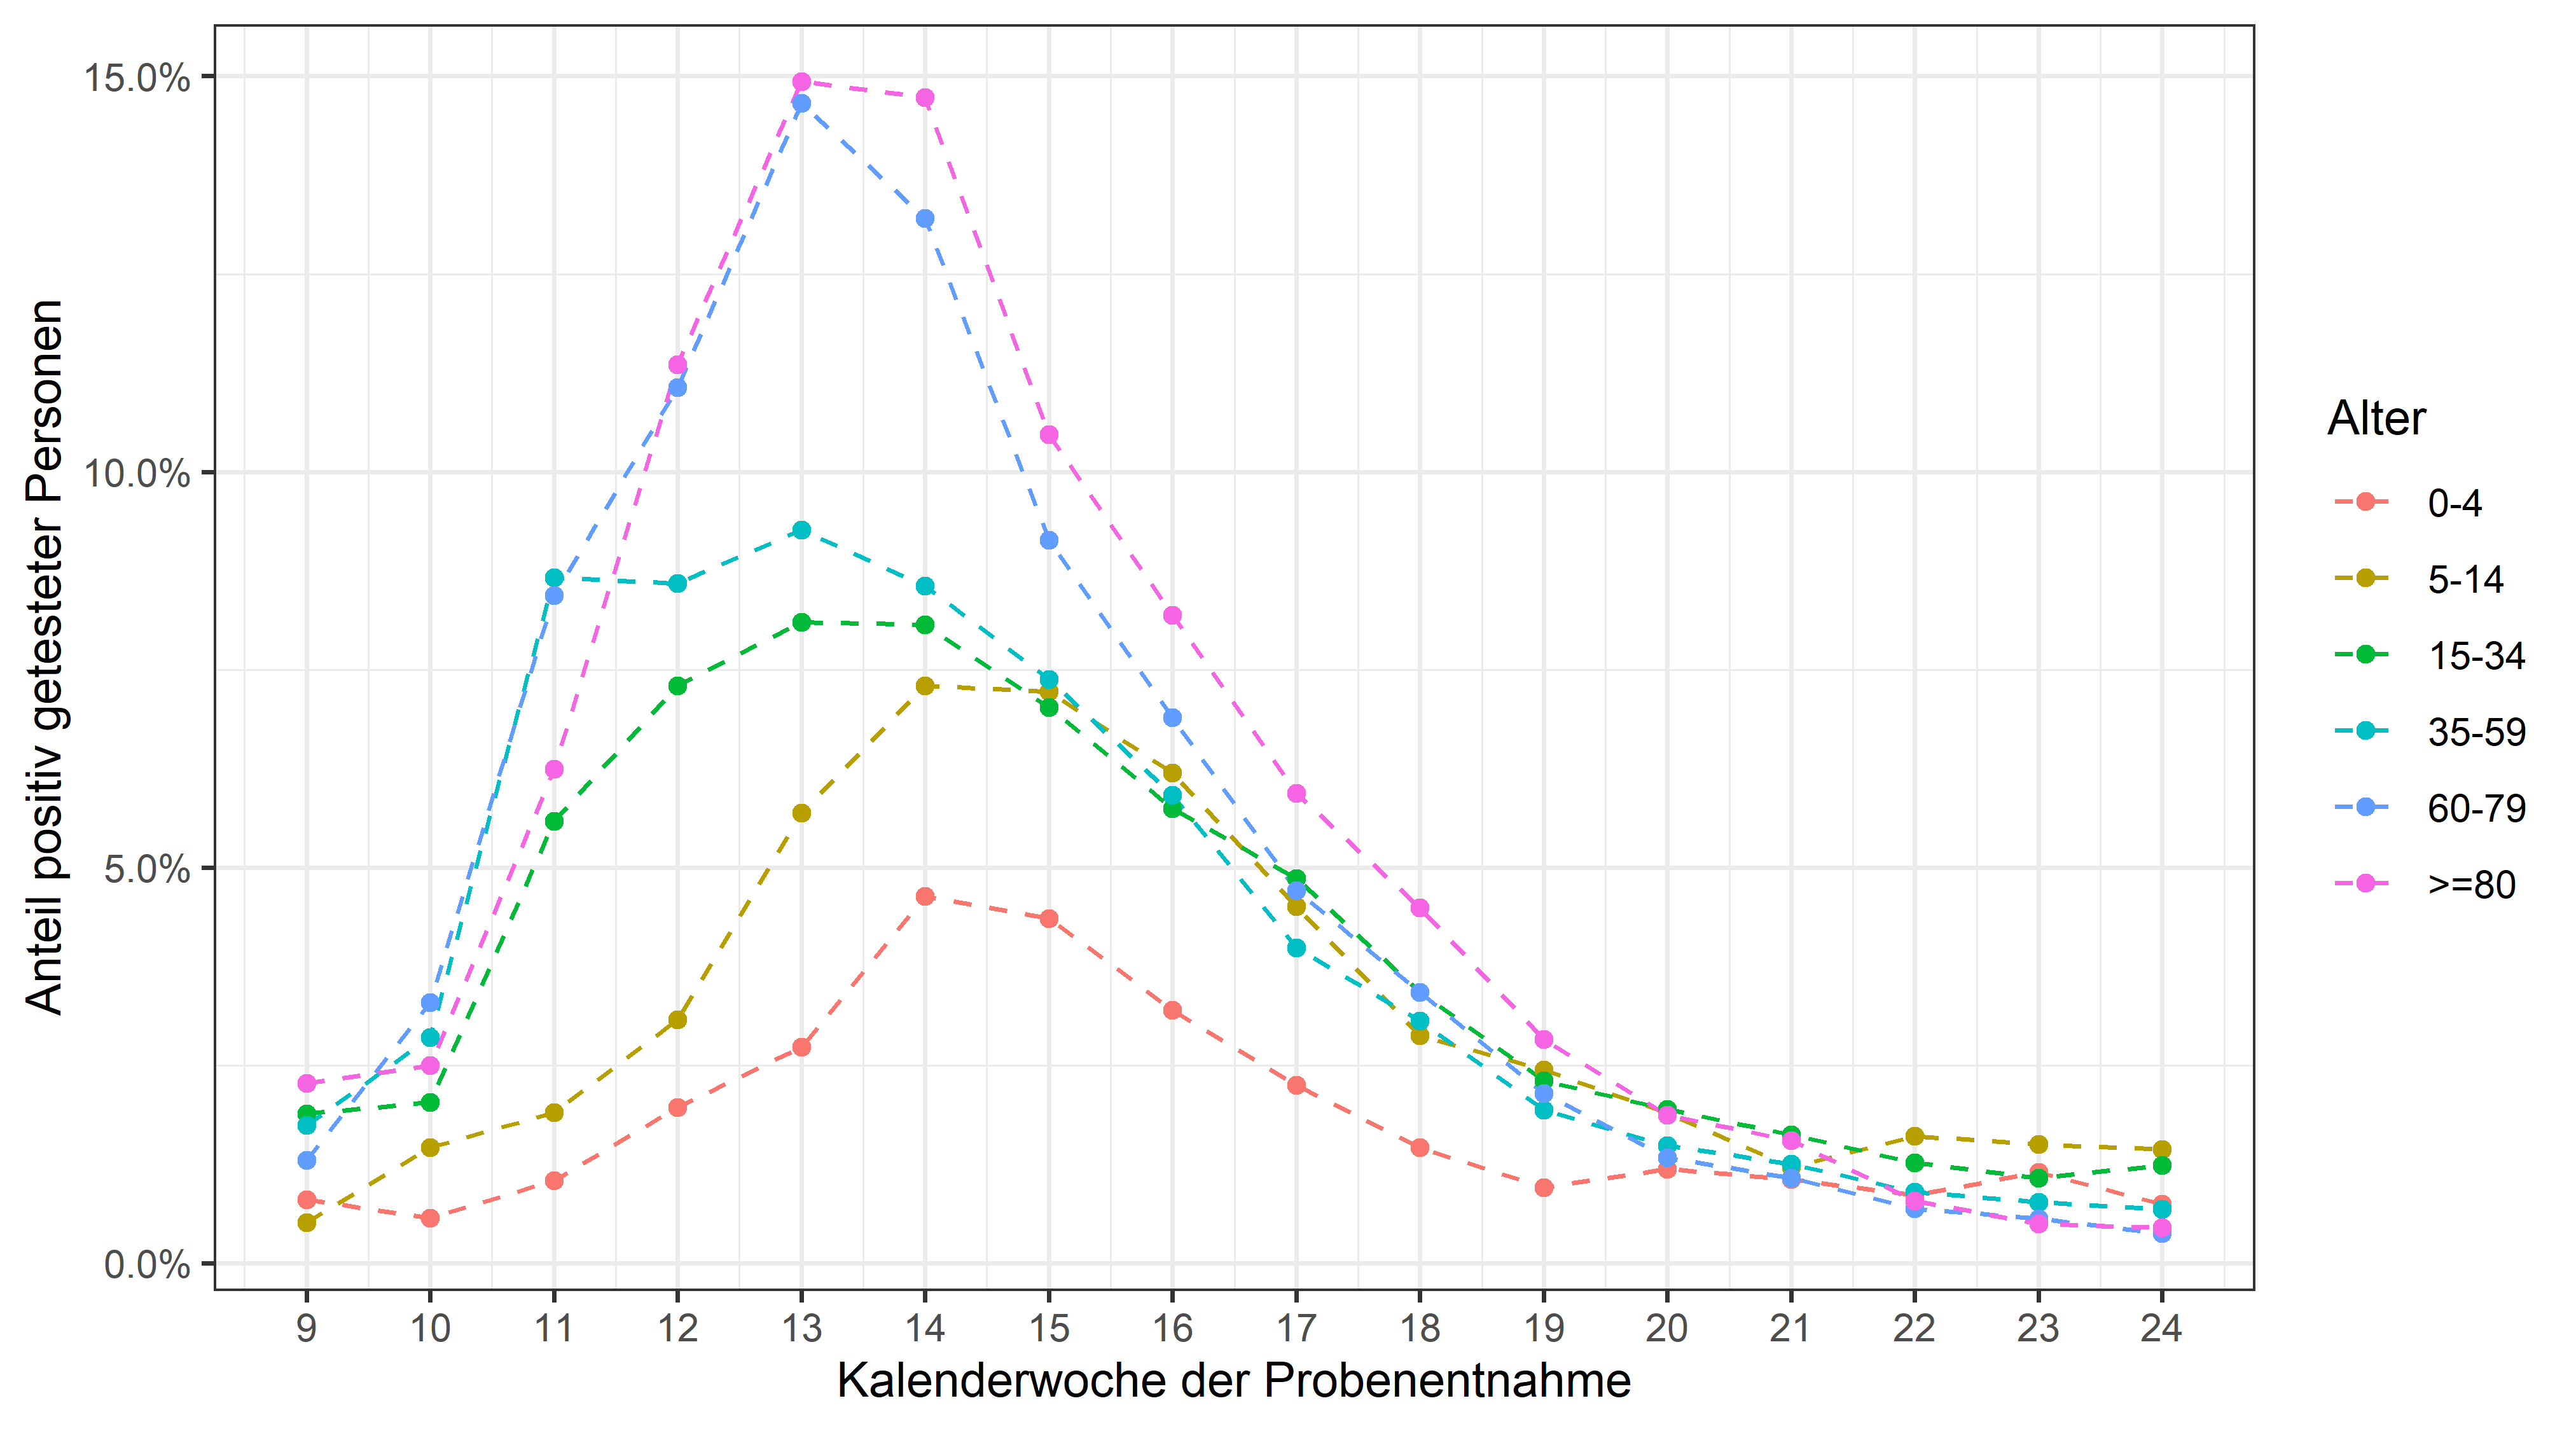 Anteil positiv getesteter Personen
15.0%
10.0%
5.0%
0.0%
9 10 11 12 13 14 15 16 17 18 19 20 21 22 23 24
Kalenderwoche der Probenentnahme
Alter
0-4
5-14
15-34
35-59
60-79
>=80